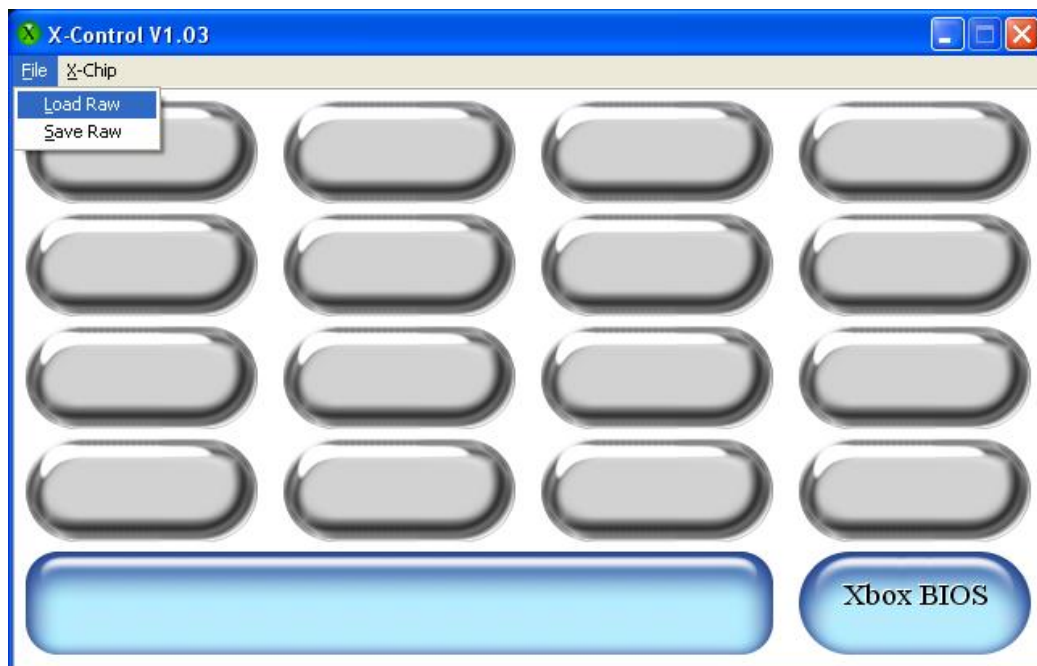 X-Control V1.03
File X-Chip
Load Raw
Save Raw
Xbox BIOS